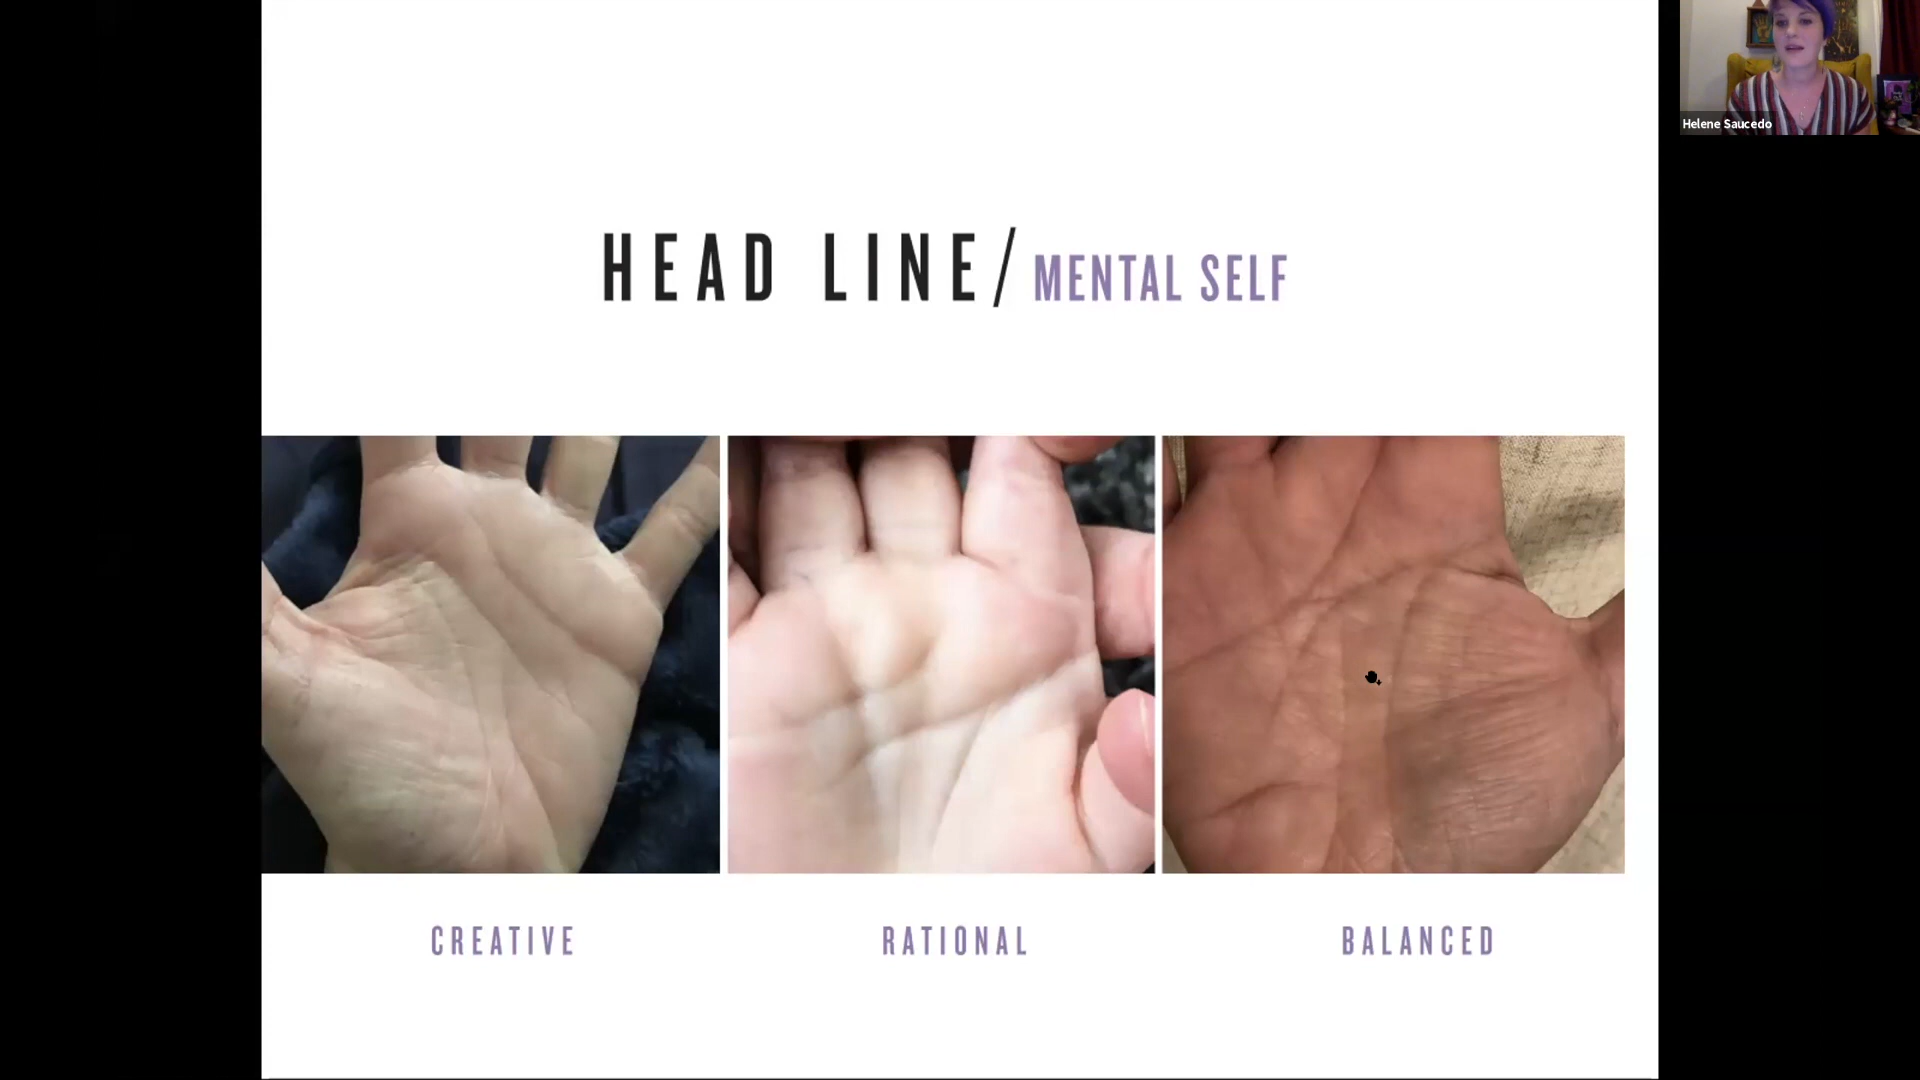 Helene Saucedo
HEAD LINE/ MENTAL SELF
CREATIVE
RATIONAL
BALANCED